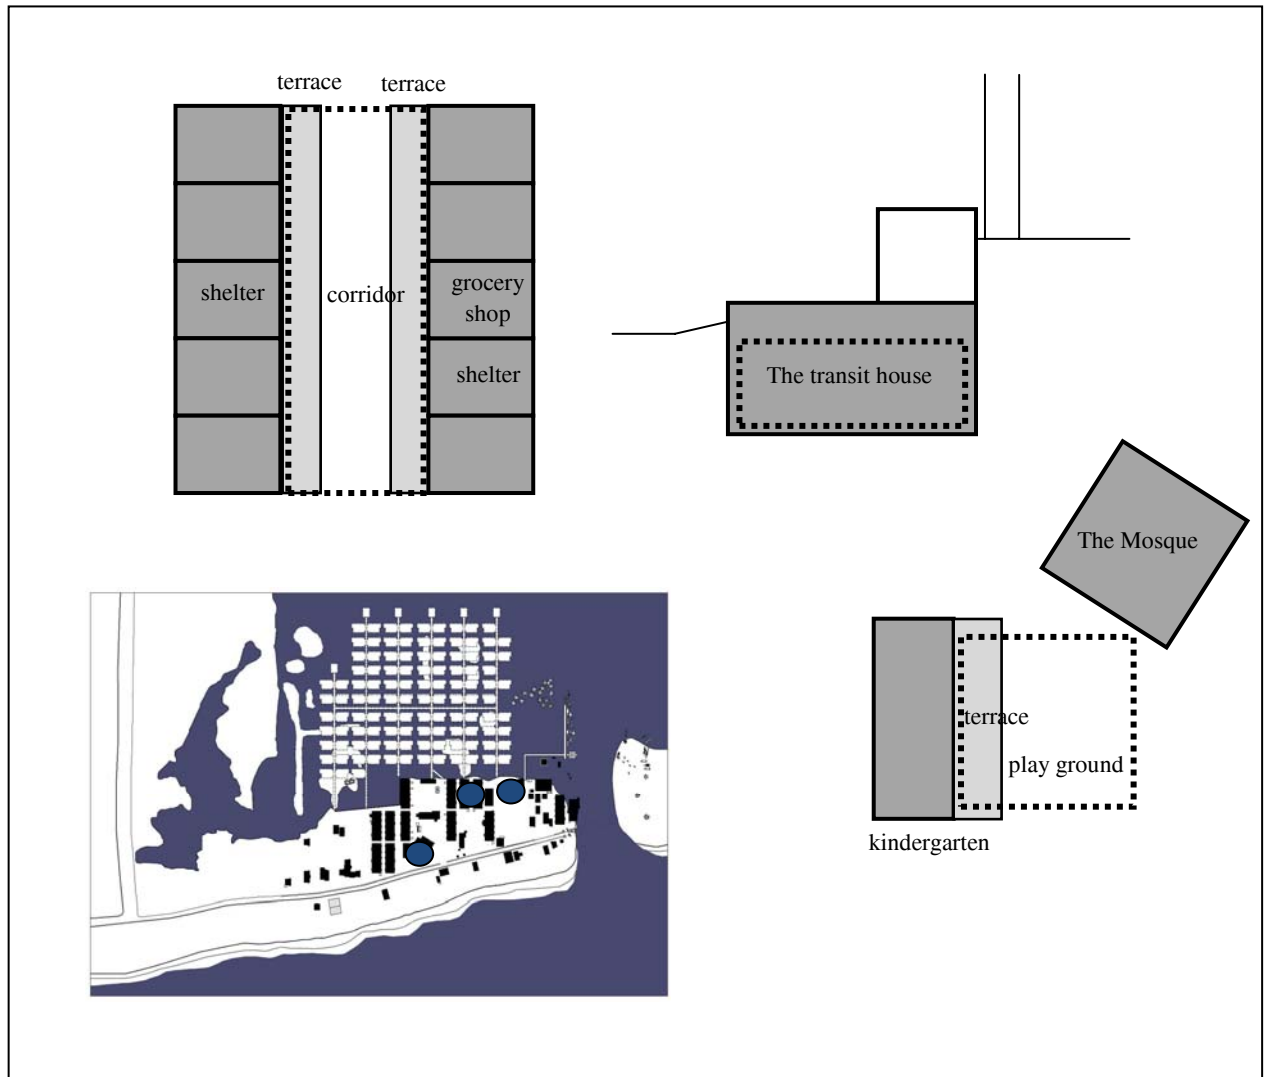 terrace terrace
shelter
corridor
grocery
shop
shelter
The transit house
The Mosque
terrace
play ground
kindergarten